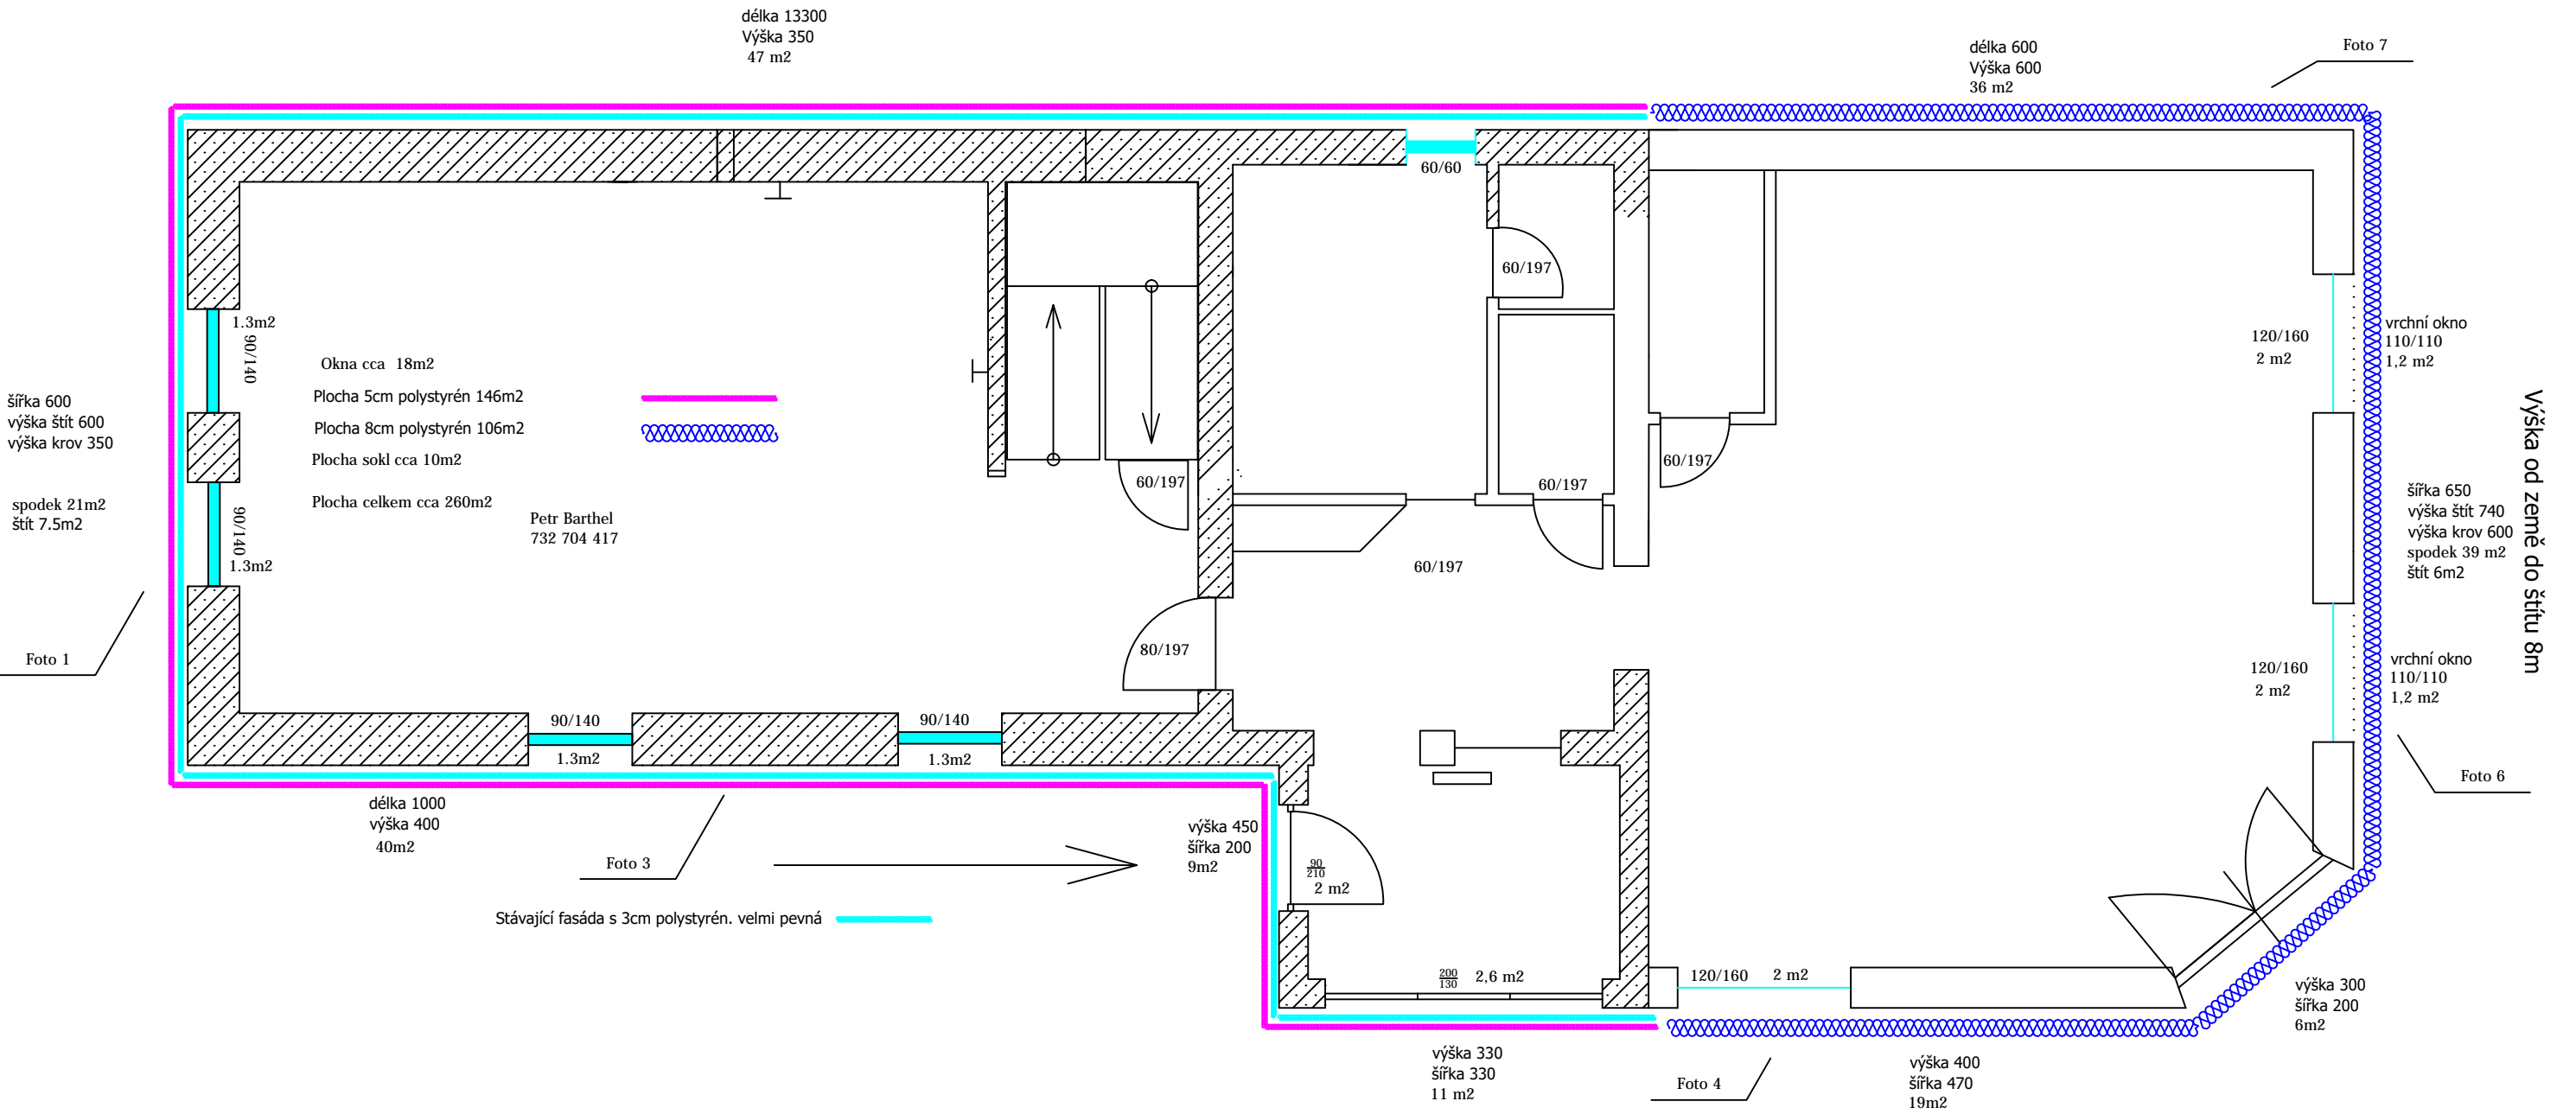 délka 13300
Výška 350
47 m2
délka 600
Výška 600
36 m2
Foto 7
60/60
60/197
1.3m2
90/140
Okna cca 18m2
Plocha 5cm polystyrén 146m2
Plocha 8cm polystyrén 106m2
Plocha sokl cca 10m2
Plocha celkem cca 260m2
Petr Barthel
732 704 417
šířka 600
výška štít 600
výška krov 350
spodek 21m2
štít 7.5m2
90/140
1.3m2
Foto 1
60/197
60/197
60/197
60/197
80/197
120/160
2 m2
vrchní okno
110/110
1,2 m2
Výška od země do štítu 8m
šířka 650
výška štít 740
výška krov 600
spodek 39 m2
štít 6m2
120/160
2 m2
vrchní okno
110/110
1,2 m2
Foto 6
90/140
1.3m2
90/140
1.3m2
délka 1000
výška 400
40m2
Foto 3
výška 450
šířka 200
9m2
90
210
2 m2
Stávající fasáda s 3cm polystyrén. velmi pevná
200
130
2,6 m2
120/160
2 m2
výška 300
šířka 200
6m2
výška 330
šířka 330
11 m2
Foto 4
výška 400
šířka 470
19m2